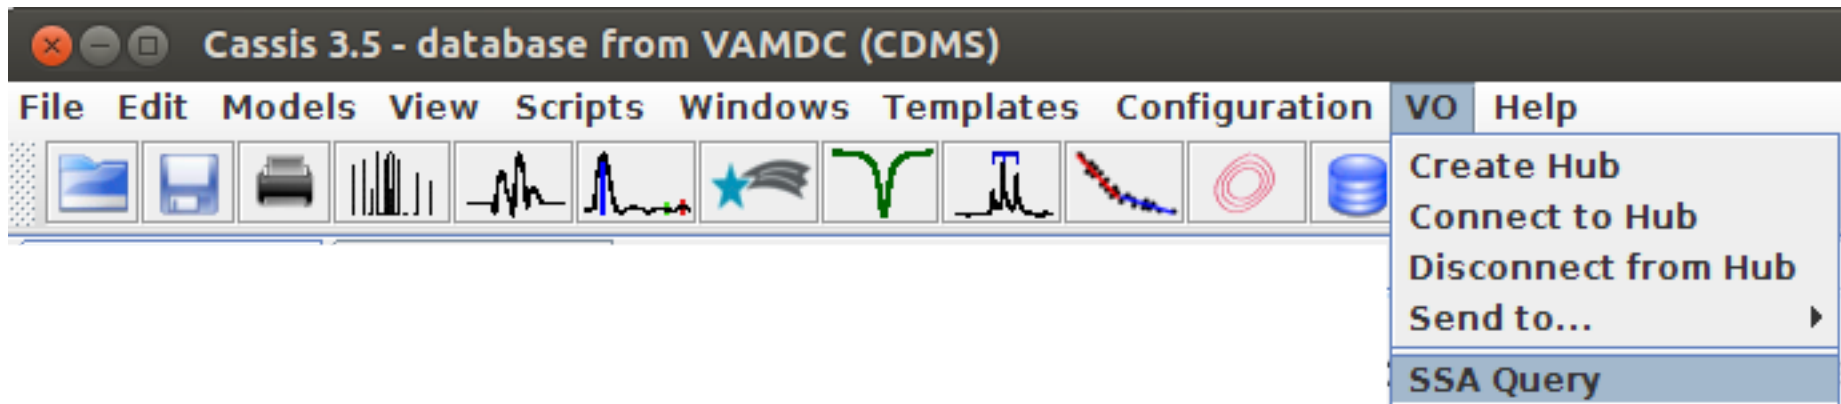 Cassis 3.5 - database from VAMDC (CDMS)
File Edit Models View Scripts Windows Templates Configuration VO Help
Create Hub
Connect to Hub
Disconnect from Hub
Send to...
SSA Query